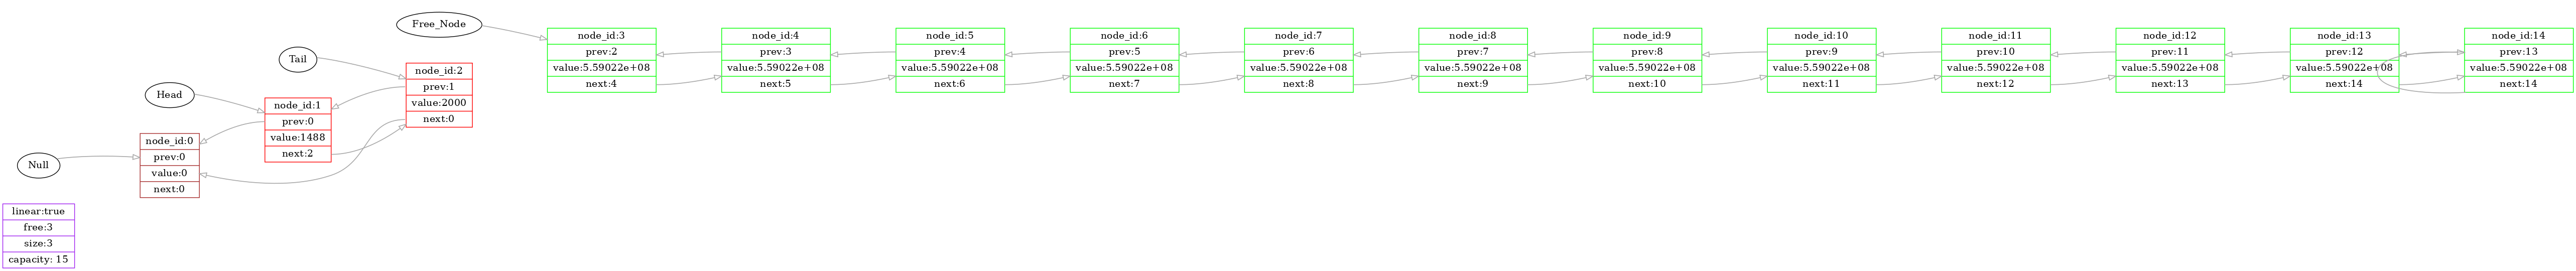 Free_Node
Tail
Head
Null
node_id:0
prev:0
value:0
next:0
node_id:1
prev:0
value:1488
next:2
node_id:2
prev:1
value:2000
next:0
node_id:3
prev:2
value:5.59022e+08
next:4
node_id:4
prev:3
value:5.59022e+08
next:5
node_id:5
prev:4
value:5.59022e+08
next:6
node_id:6
prev:5
value:5.59022e+08
next:7
node_id:7
prev:6
value:5.59022e+08
next:8
node_id:8
prev:7
value:5.59022e+08
next:9
node_id:9
prev:8
value:5.59022e+08
next:10
node_id:10
prev:9
value:5.59022e+08
next:11
node_id:11
prev:10
value:5.59022e+08
next:12
node_id:12
prev:11
value:5.59022e+08
next:13
node_id:13
prev:12
value:5.59022e+08
next:14
node_id:14
prev:13
value:5.59022e+08
next:14
linear:true
free:3
size:3
capacity: 15